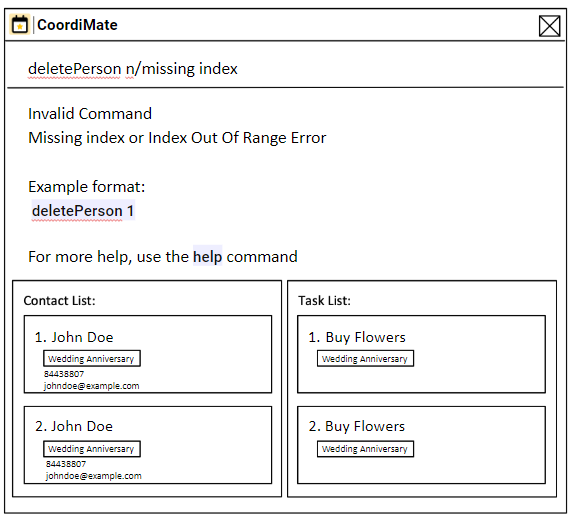 CoordiMate
deletePerson n/missing index
Invalid Command
Missing index or Index Out Of Range Error
Example format:
deletePerson 1
For more help, use the help command
Contact List:
1. John Doe
Wedding Anniversary
84438807
johndoe@example.com
2. John Doe
Wedding Anniversary
84438807
johndoe@example.com
Task List:
1. Buy Flowers
Wedding Anniversary
2. Buy Flowers
Wedding Anniversary